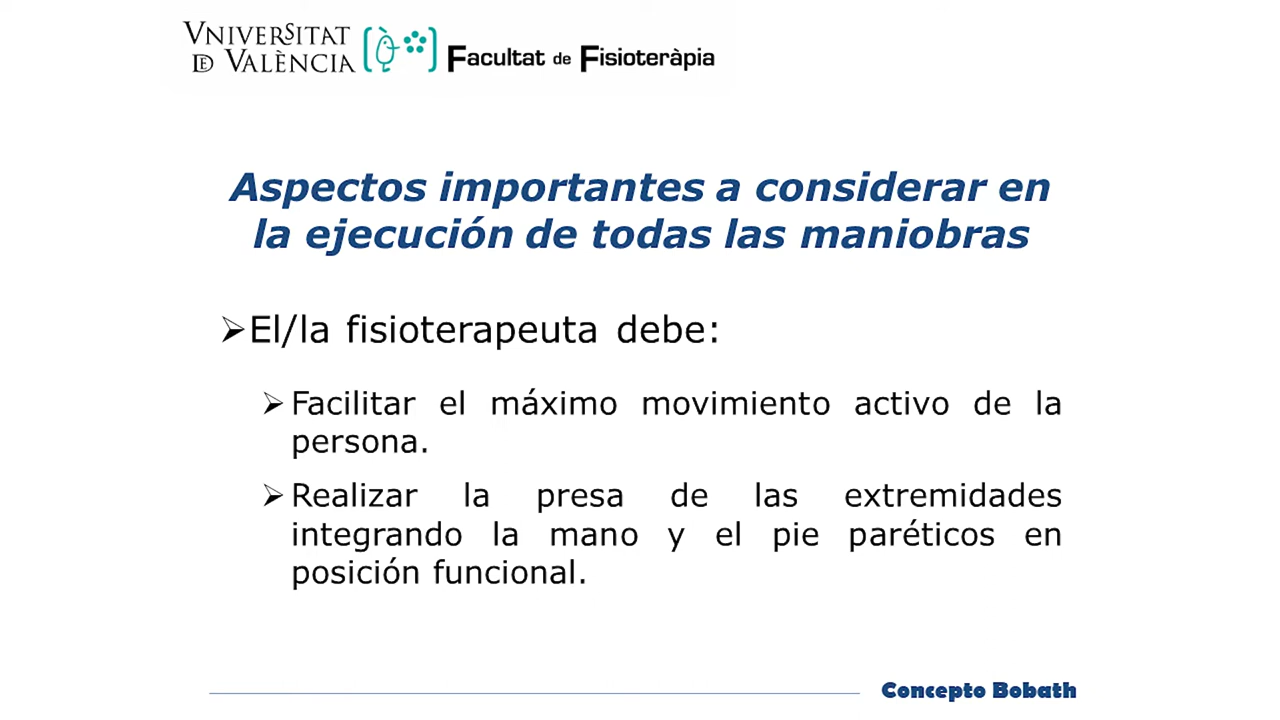 VNIVERSITAT
DE VALÈNCIA
Facultat de Fisioteràpia
Aspectos importantes a considerar en
la ejecución de todas las maniobras
El/la fisioterapeuta debe:
Facilitar el máximo movimiento activo de la
persona.
Realizar la presa de las extremidades
integrando la mano y el pie paréticos en
posición funcional.
Concepto Bobath